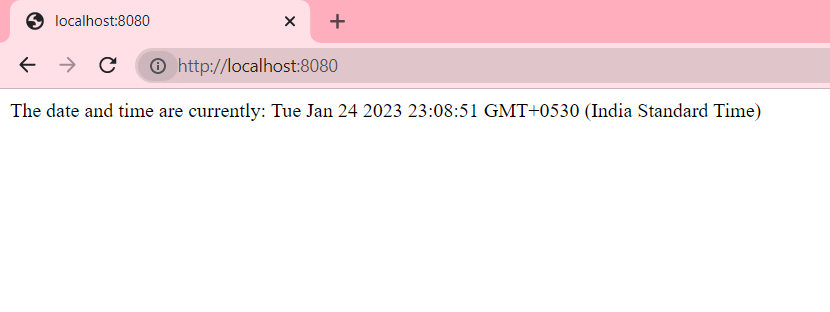 localhost:8080
http://localhost:8080
The date and time are currently: Tue Jan 24 2023 23:08:51 GMT+0530 (India Standard Time)